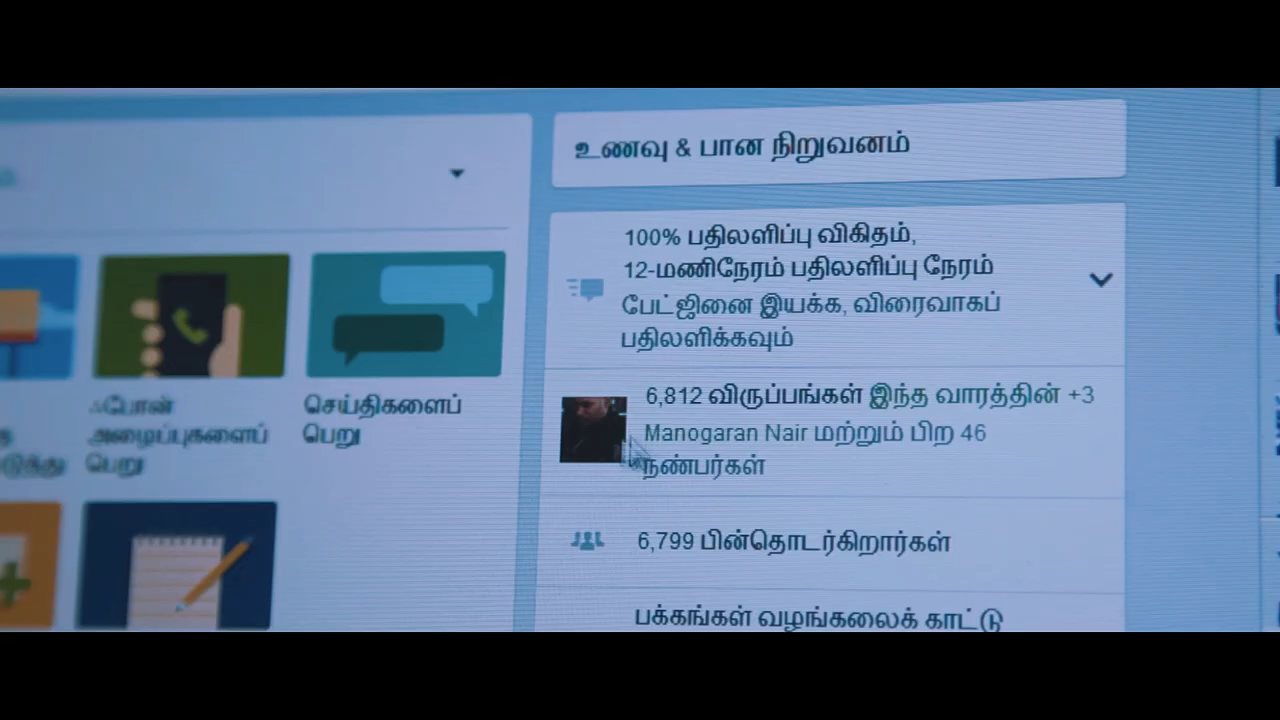 ஃபோன்
அழைப்புகளைப்
பெறு
செய்திகளைப்
பெறு
உணவு & பான நிறுவனம்
100% பதிலளிப்பு விகிதம்,
12-மணிநேரம் பதிலளிப்பு நேரம்
பேட்ஜினை இயக்க, விரைவாகப்
பதிலளிக்கவும்
6,812 விருப்பங்கள் இந்த வாரத்தின் +3
Manogaran Nair மற்றும் பிற 46
நண்பர்கள்
6,799 பின்தொடர்கிறார்கள்
பக்கங்கள் வழங்கலைக் காட்டு